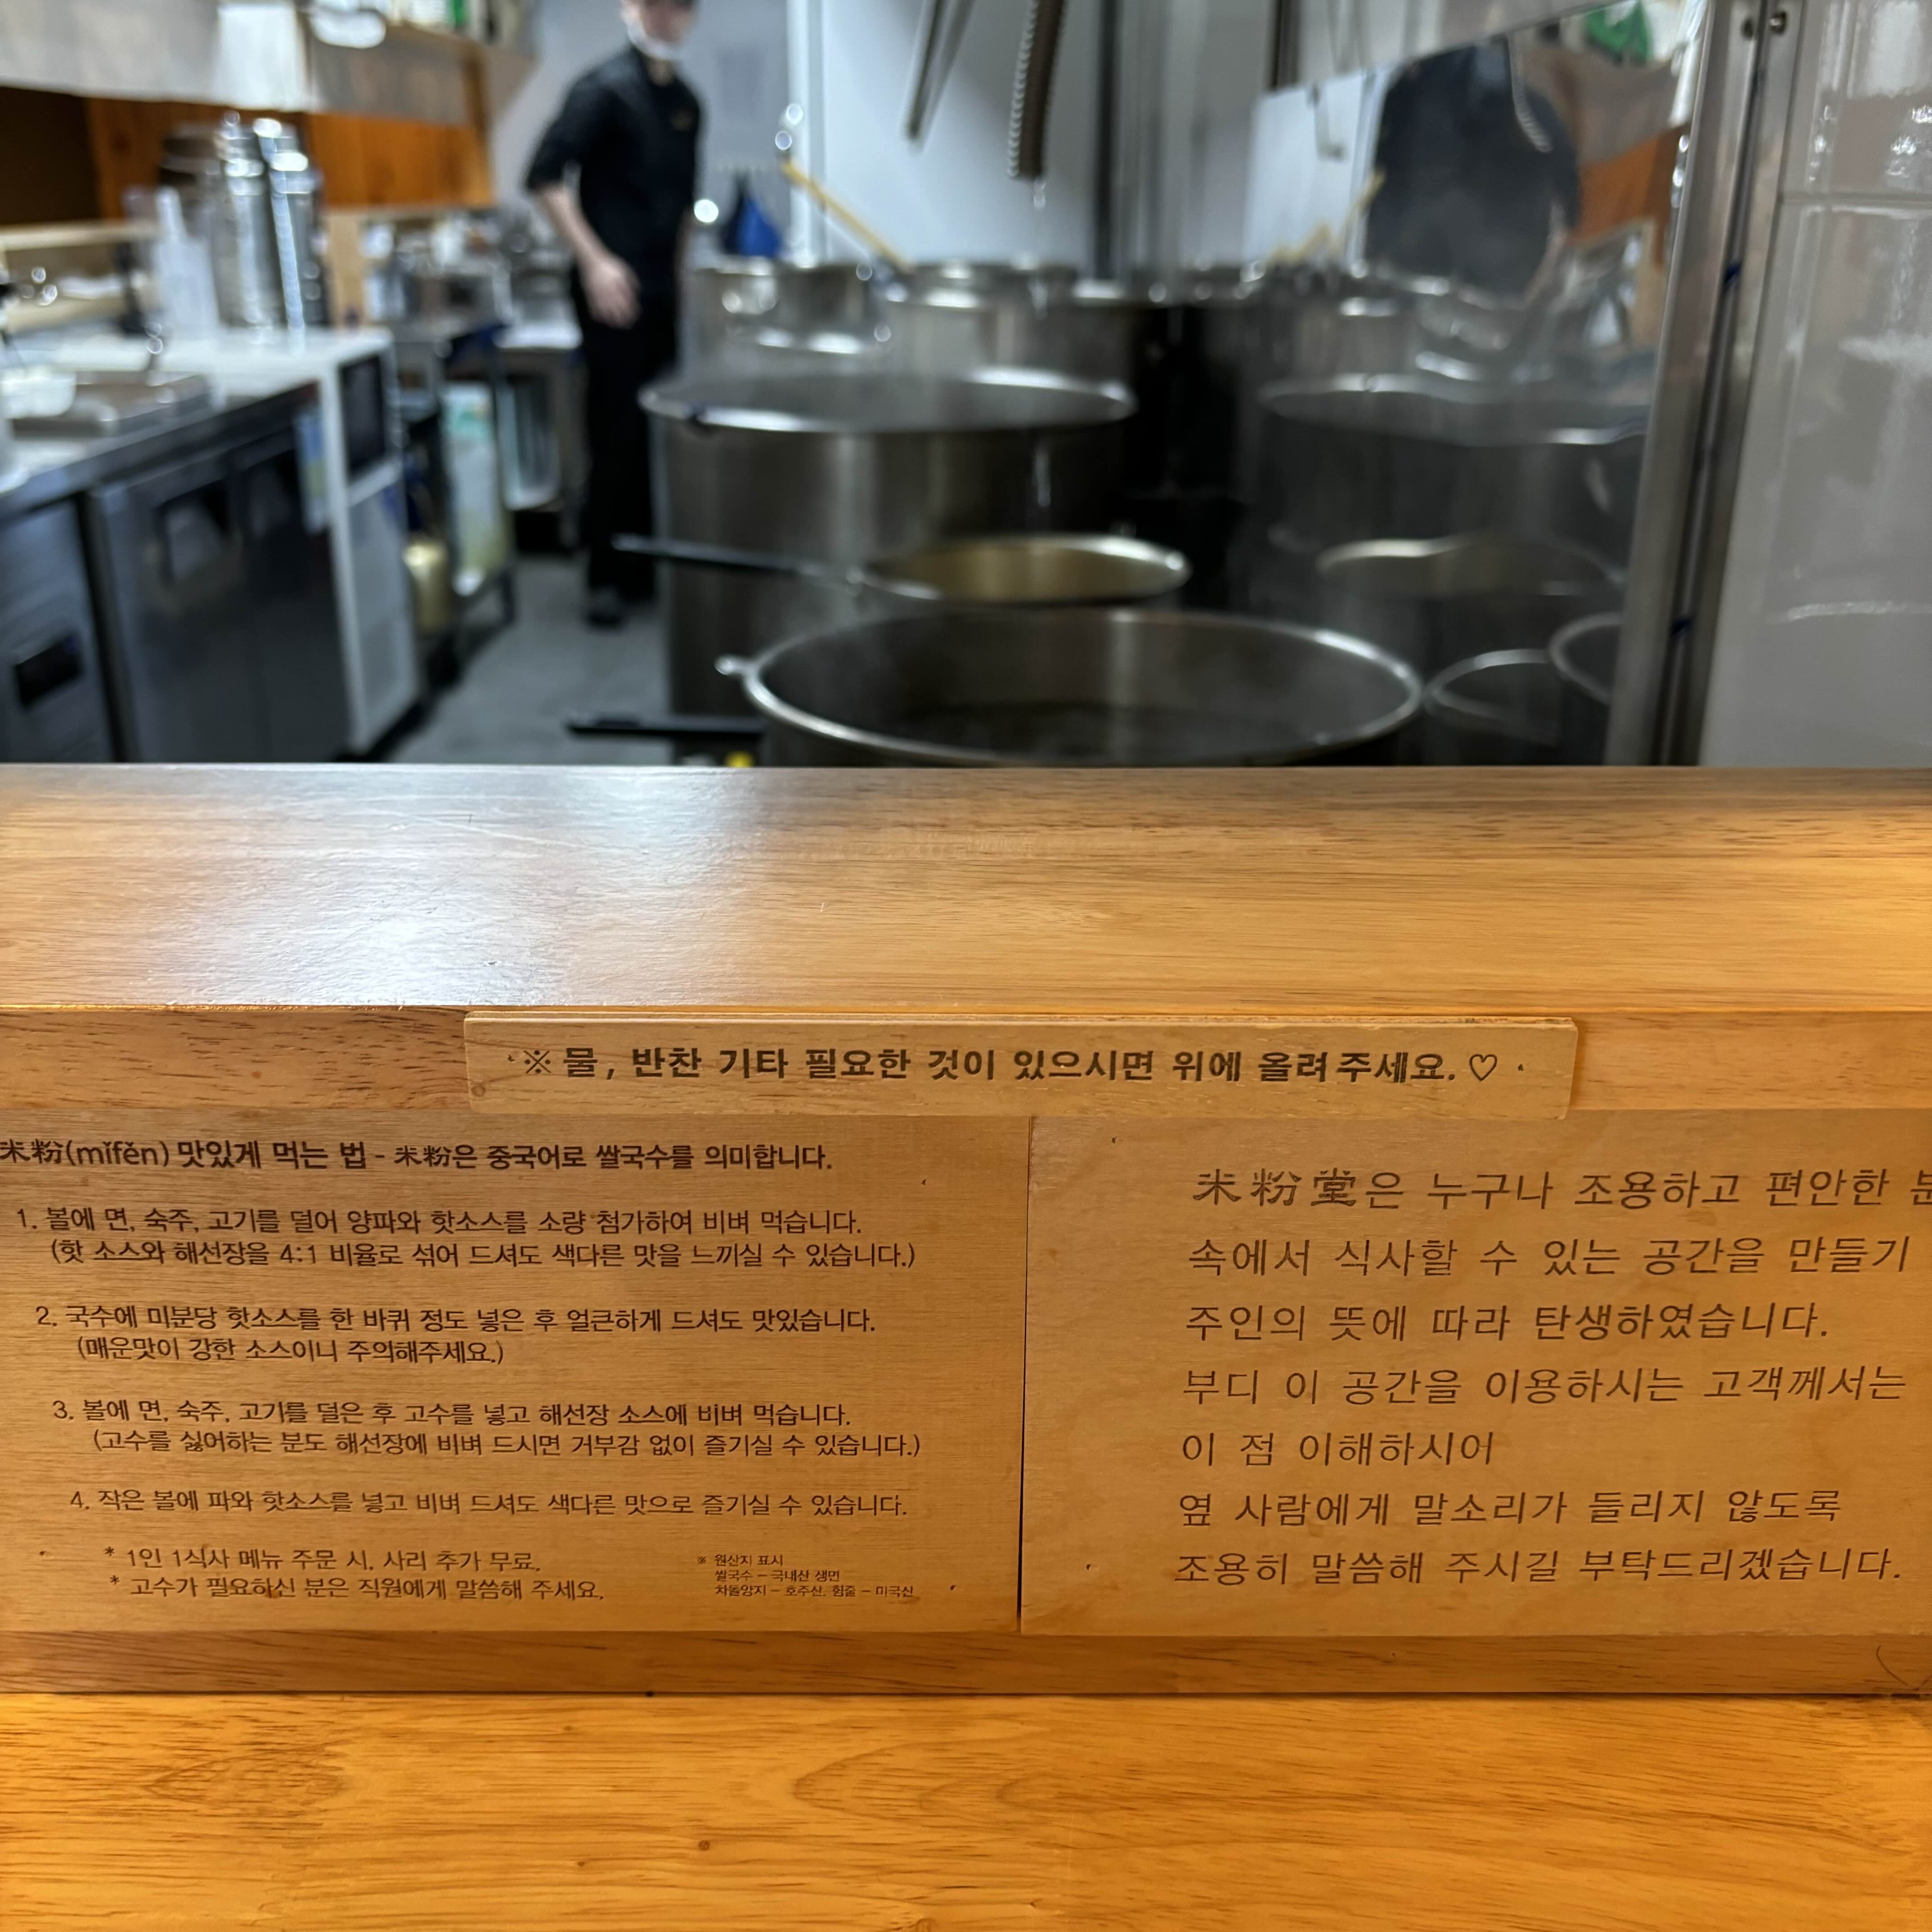 ※ 물, 반찬 기타 필요한 것이 있으시면 위에 올려주세요.♡
米粉(mǐfěn) 맛있게 먹는 법 - 米粉은 중국어로 쌀국수를 의미합니다.
1. 볼에 면, 숙주, 고기를 덜어 양파와 핫소스를 소량 첨가하여 비벼 먹습니다.
(핫 소스와 해선장을 4:1 비율로 섞어 드셔도 색다른 맛을 느끼실 수 있습니다.)
2. 국수에 미분당 핫소스를 한 바퀴 정도 넣은 후 얼큰하게 드셔도 맛있습니다.
(매운맛이 강한 소스이니 주의해주세요.)
3. 볼에 면, 숙주, 고기를 덜은 후 고수를 넣고 해선장 소스에 비벼 먹습니다.
(고수를 싫어하는 분도 해선장에 비벼 드시면 거부감 없이 즐기실 수 있습니다.)
4. 작은 볼에 파와 핫소스를 넣고 비벼 드셔도 색다른 맛으로 즐기실 수 있습니다.
* 1인 1식사 메뉴 주문 시, 사리 추가 무료.
* 고수가 필요하신 분은 직원에게 말씀해 주세요.
※ 원산지 표시
쌀국수 - 국내산 생면
차돌양지 - 호주산, 힘줄 - 미국산
米粉堂은 누구나 조용하고 편안한
속에서 식사할 수 있는 공간을 만들기
주인의 뜻에 따라 탄생하였습니다.
부디 이 공간을 이용하시는 고객께서는
이 점 이해하시어
옆 사람에게 말소리가 들리지 않도록
조용히 말씀해 주시길 부탁드리겠습니다.